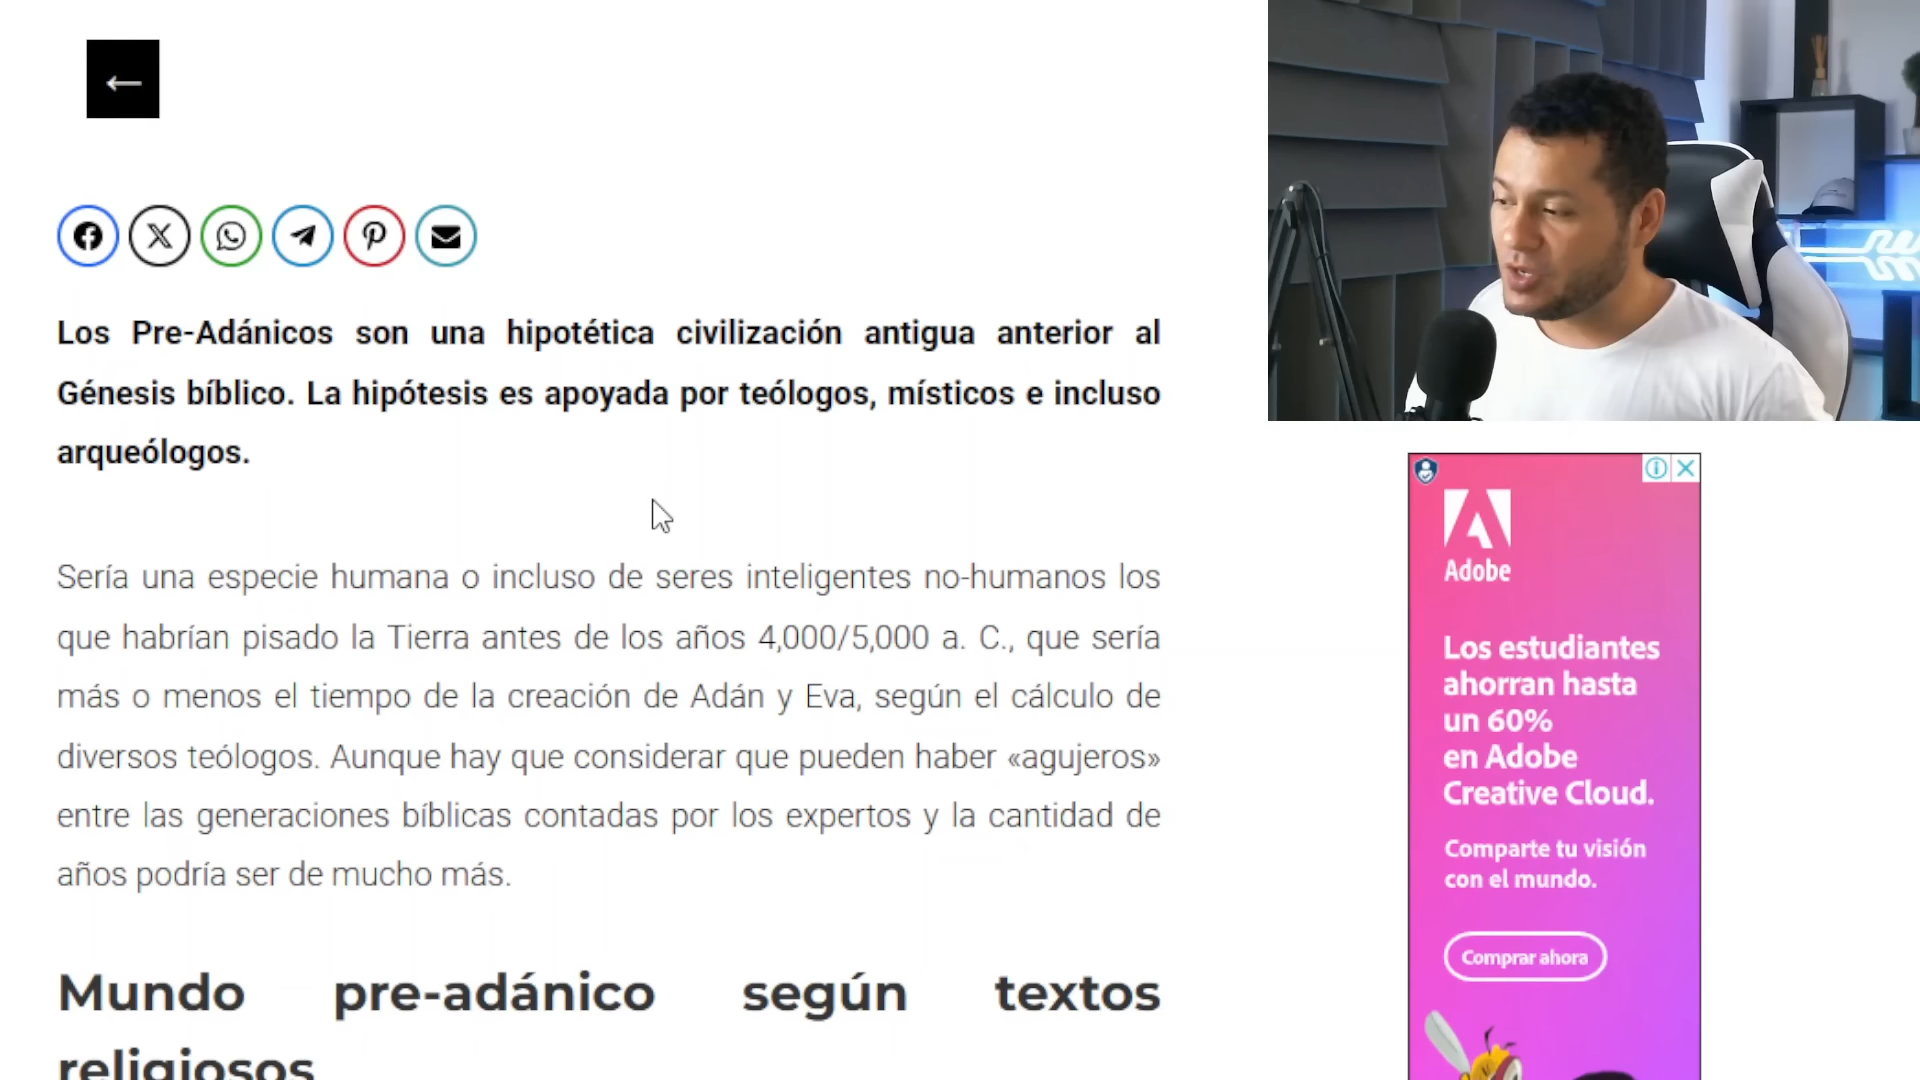 Los Pre-Adánicos son una hipotética civilización antigua anterior al
Génesis bíblico. La hipótesis es apoyada por teólogos, místicos e incluso
arqueólogos.
Sería una especie humana o incluso de seres inteligentes no-humanos los
que habrían pisado la Tierra antes de los años 4,000/5,000 a. C., que sería
más o menos el tiempo de la creación de Adán y Eva, según el cálculo de
diversos teólogos. Aunque hay que considerar que pueden haber «agujeros»
entre las generaciones bíblicas contadas por los expertos y la cantidad de
años podría ser de mucho más.
Mundo pre-adánico según textos
religiosos
Adobe
Los estudiantes
ahorran hasta
un 60%
en Adobe
Creative Cloud.
Comparte tu visión
con el mundo.
Comprar ahora